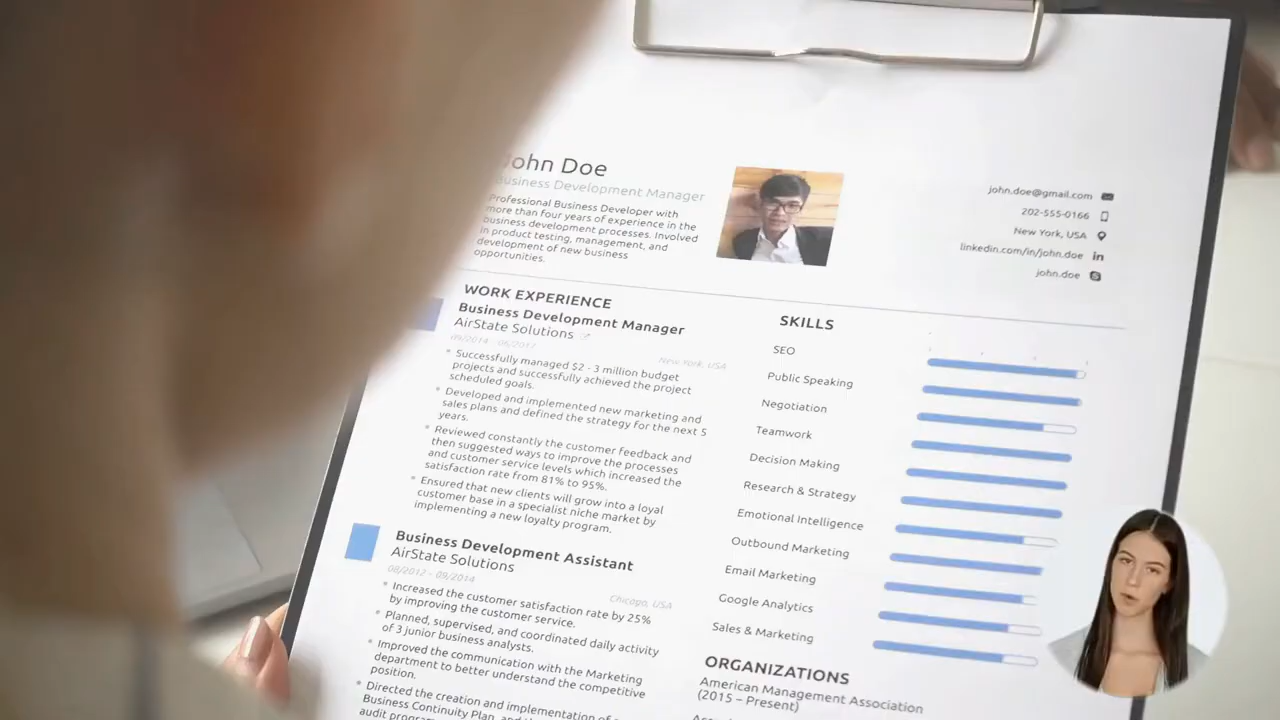 John Doe
Business Development Manager
Professional Business Developer with
more than four years of experience in the
business development processes. Involved
in product testing, management, and
development of new business
opportunities.
john.doe@gmail.com
202-555-0166
New York, USA
linkedin.com/in/john.doe
john.doe
WORK EXPERIENCE
Business Development Manager
AirState Solutions
09/2014 - 06/2017
New York, USA
Successfully managed $2 - 3 million budget
projects and successfully achieved the project
scheduled goals.
Developed and implemented new marketing and
sales plans and defined the strategy for the next 5
years.
Reviewed constantly the customer feedback and
then suggested ways to improve the processes
and customer service levels which increased the
satisfaction rate from 81% to 95%.
Ensured that new clients will grow into a loyal
customer base in a specialist niche market by
implementing a new loyalty program.
Business Development Assistant
AirState Solutions
08/2012 - 09/2014
Chicago, USA
Increased the customer satisfaction rate by 25%
by improving the customer service.
Planned, supervised, and coordinated daily activity
of 3 junior business analysts.
Improved the communication with the Marketing
department to better understand the competitive
position.
Directed the creation and implementation of a
Business Continuity Plan, and the
audit
SKILLS
SEO
Public Speaking
Negotiation
Teamwork
Decision Making
Research & Strategy
Emotional Intelligence
Outbound Marketing
Email Marketing
Google Analytics
Sales & Marketing
ORGANIZATIONS
American Management Association
(2015 – Present)